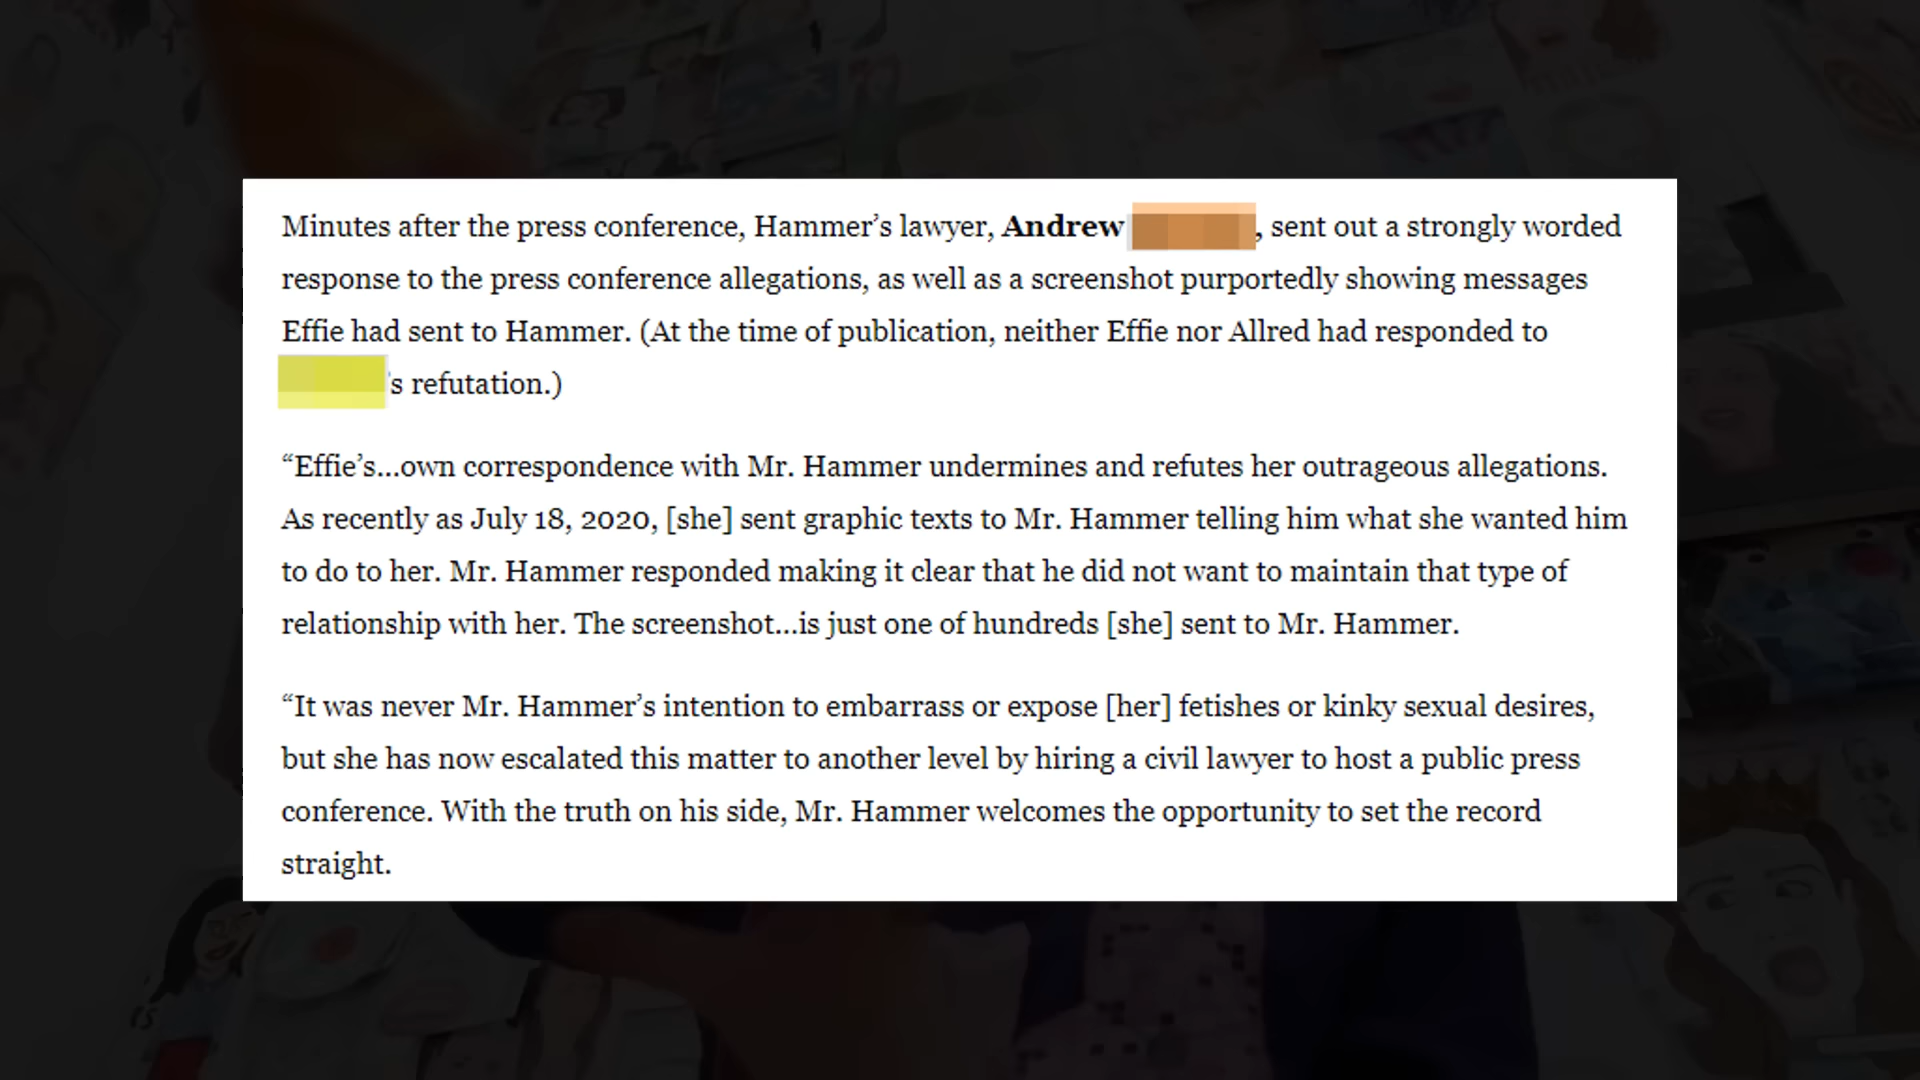 Minutes after the press conference, Hammer’s lawyer, Andrew , sent out a strongly worded
response to the press conference allegations, as well as a screenshot purportedly showing messages
Effie had sent to Hammer. (At the time of publication, neither Effie nor Allred had responded to
’s refutation.)
“Effie’s...own correspondence with Mr. Hammer undermines and refutes her outrageous allegations.
As recently as July 18, 2020, [she] sent graphic texts to Mr. Hammer telling him what she wanted him
to do to her. Mr. Hammer responded making it clear that he did not want to maintain that type of
relationship with her. The screenshot...is just one of hundreds [she] sent to Mr. Hammer.
“It was never Mr. Hammer’s intention to embarrass or expose [her] fetishes or kinky sexual desires,
but she has now escalated this matter to another level by hiring a civil lawyer to host a public press
conference. With the truth on his side, Mr. Hammer welcomes the opportunity to set the record
straight.